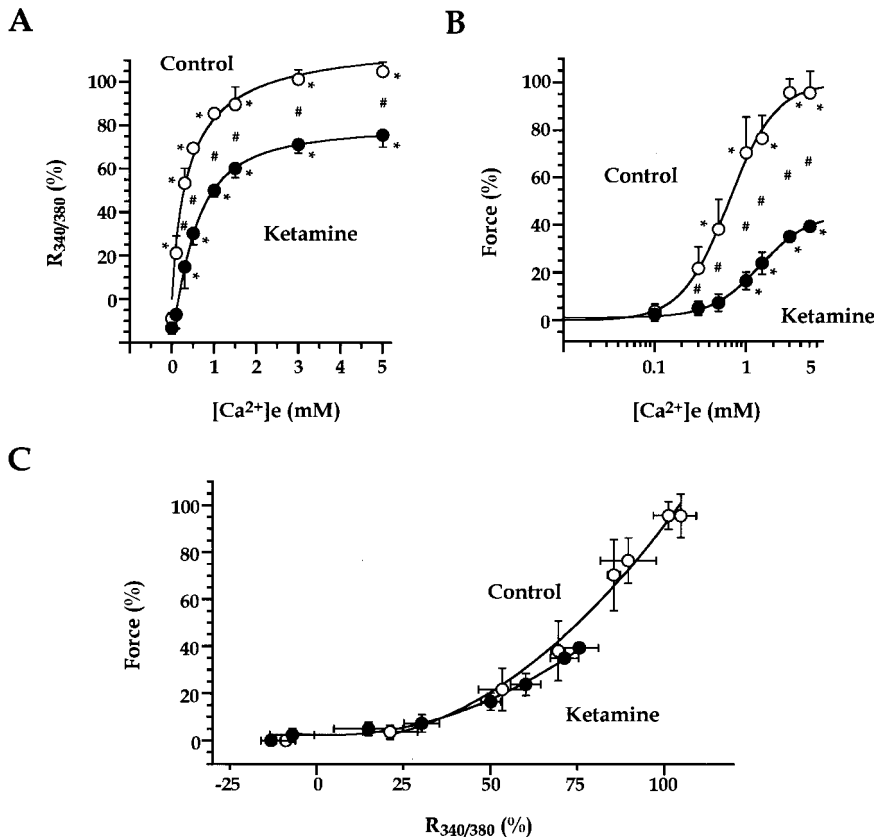 A
Control
Ketamine
R340/380 (%)
100
80
60
40
20
0
0 1 2 3 4 5
[Ca2+]e (mM)
* * * * * * *
# # # # # #
* * * * * *
B
Control
Ketamine
Force (%)
100
80
60
40
20
0
0.1 1 5
[Ca2+]e (mM)
* * * * *
# # # # # #
* * * *
C
Control
Ketamine
Force (%)
100
80
60
40
20
0
-25 0 25 50 75 100
R340/380 (%)